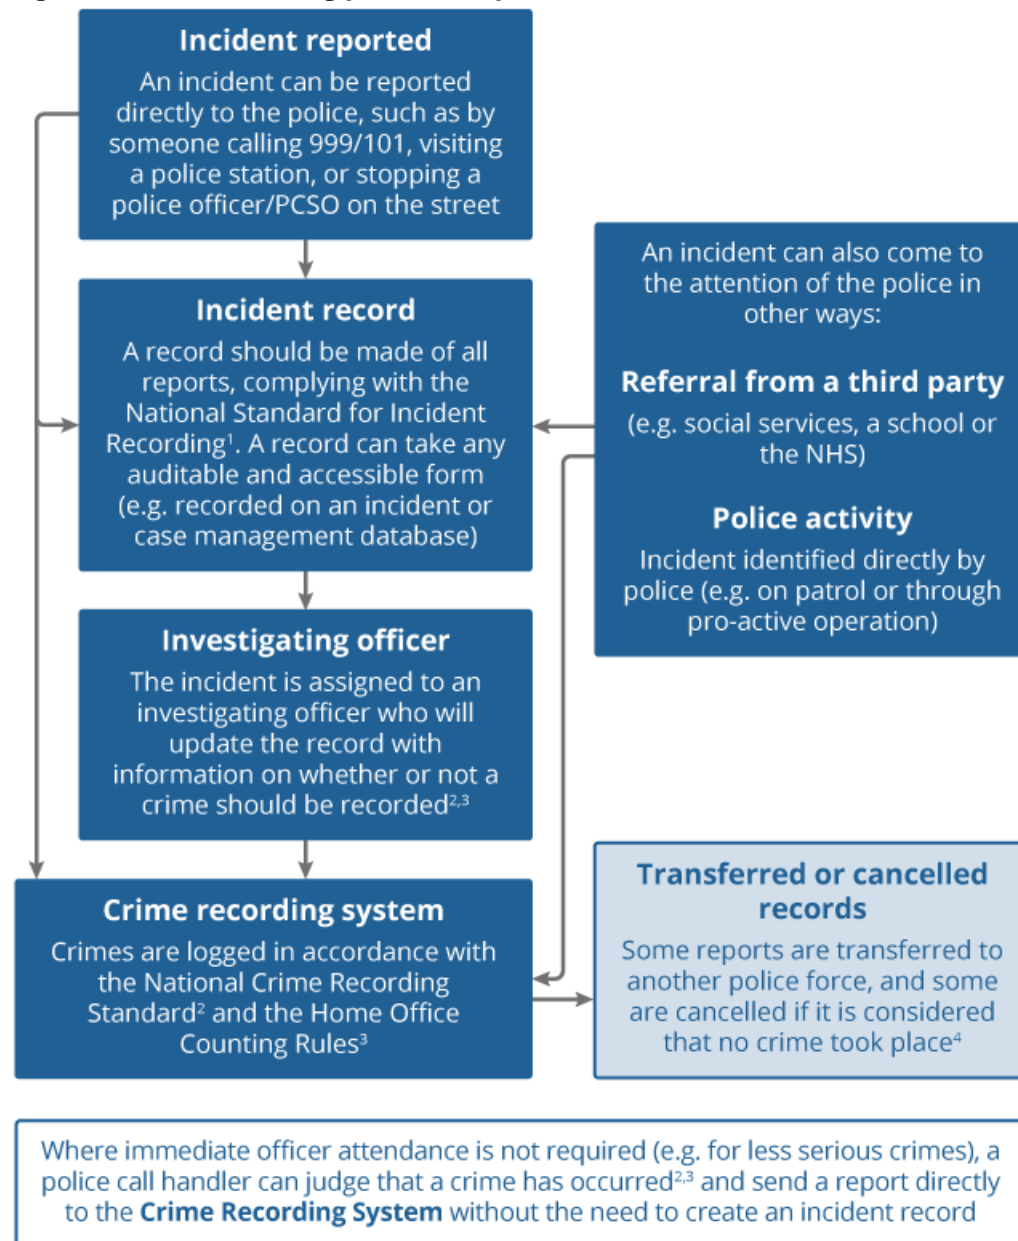 Incident reported
An incident can be reported
directly to the police, such as by
someone calling 999/101, visiting
a police station, or stopping a
police officer/PCSO on the street
Incident record
A record should be made of all
reports, complying with the
National Standard for Incident
Recording¹. A record can take any
auditable and accessible form
(e.g. recorded on an incident or
case management database)
An incident can also come to
the attention of the police in
other ways:
Referral from a third party
(e.g. social services, a school or
the NHS)
Police activity
Incident identified directly by
police (e.g. on patrol or through
pro-active operation)
Investigating officer
The incident is assigned to an
investigating officer who will
update the record with
information on whether or not a
crime should be recorded²,³
Crime recording system
Crimes are logged in accordance with
the National Crime Recording
Standard² and the Home Office
Counting Rules³
Transferred or cancelled
records
Some reports are transferred to
another police force, and some
are cancelled if it is considered
that no crime took place⁴
Where immediate officer attendance is not required (e.g. for less serious crimes), a
police call handler can judge that a crime has occurred²,³ and send a report directly
to the Crime Recording System without the need to create an incident record